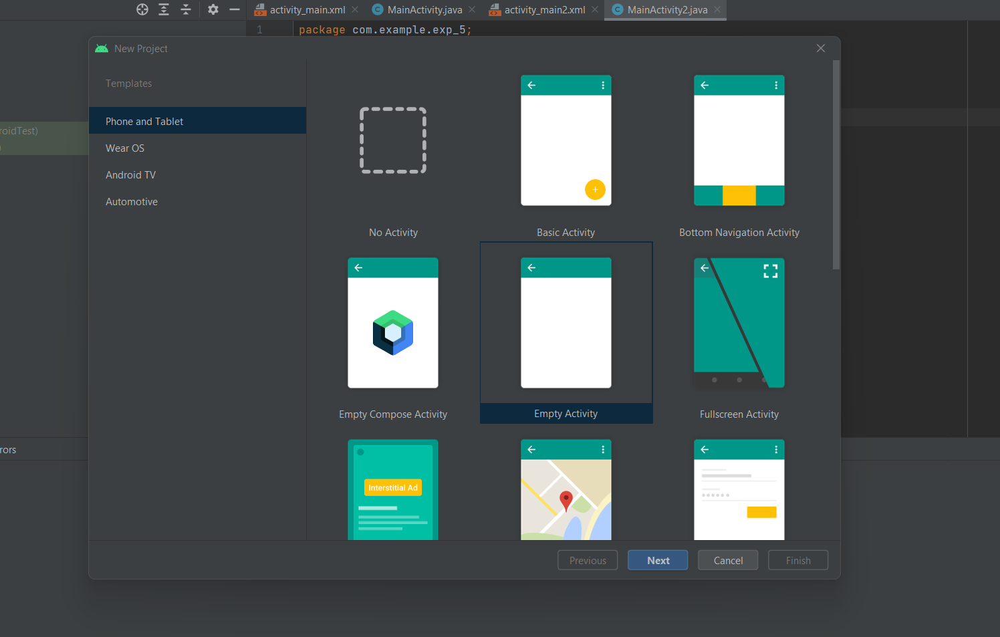 activity_main.xml MainActivity.java activity_main2.xml MainActivity2.java
1 package com.example.exp_5;
New Project
Templates
Phone and Tablet
roidTest)
)
Wear OS
Android TV
Automotive
No Activity Basic Activity Bottom Navigation Activity
Empty Compose Activity Empty Activity Fullscreen Activity
rors
Interstitial Ad
Previous Next Cancel Finish